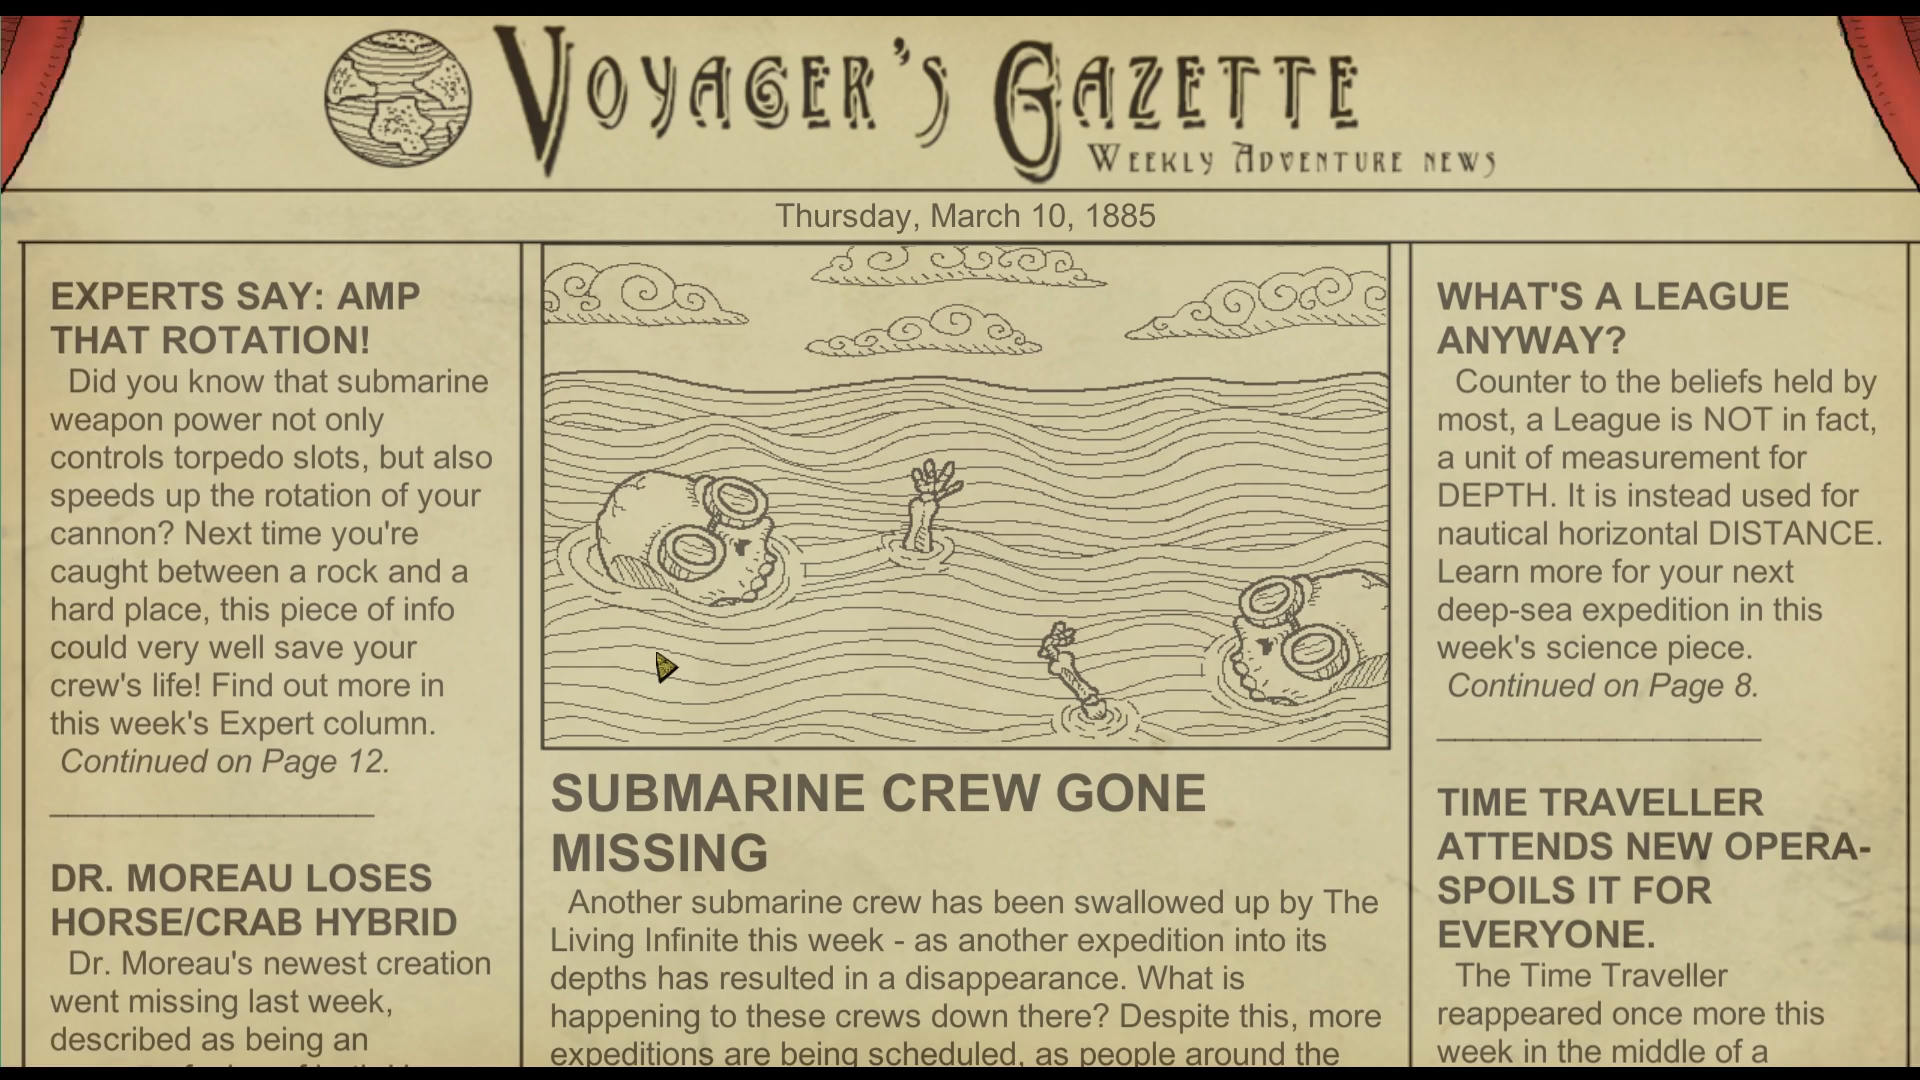 VOYAGER'S GAZETTE
WEEKLY ADVENTURE NEWS
Thursday, March 10, 1885
EXPERTS SAY: AMP
THAT ROTATION!
Did you know that submarine
weapon power not only
controls torpedo slots, but also
speeds up the rotation of your
cannon? Next time you're
caught between a rock and a
hard place, this piece of info
could very well save your
crew's life! Find out more in
this week's Expert column.
Continued on Page 12.
DR. MOREAU LOSES
HORSE/CRAB HYBRID
Dr. Moreau's newest creation
went missing last week,
described as being an
SUBMARINE CREW GONE
MISSING
Another submarine crew has been swallowed up by The
Living Infinite this week - as another expedition into its
depths has resulted in a disappearance. What is
happening to these crews down there? Despite this, more
expeditions are being scheduled, as people around the
WHAT'S A LEAGUE
ANYWAY?
Counter to the beliefs held by
most, a League is NOT in fact,
a unit of measurement for
DEPTH. It is instead used for
nautical horizontal DISTANCE.
Learn more for your next
deep-sea expedition in this
week's science piece.
Continued on Page 8.
TIME TRAVELLER
ATTENDS NEW OPERA-
SPOILS IT FOR
EVERYONE.
The Time Traveller
reappeared once more this
week in the middle of a